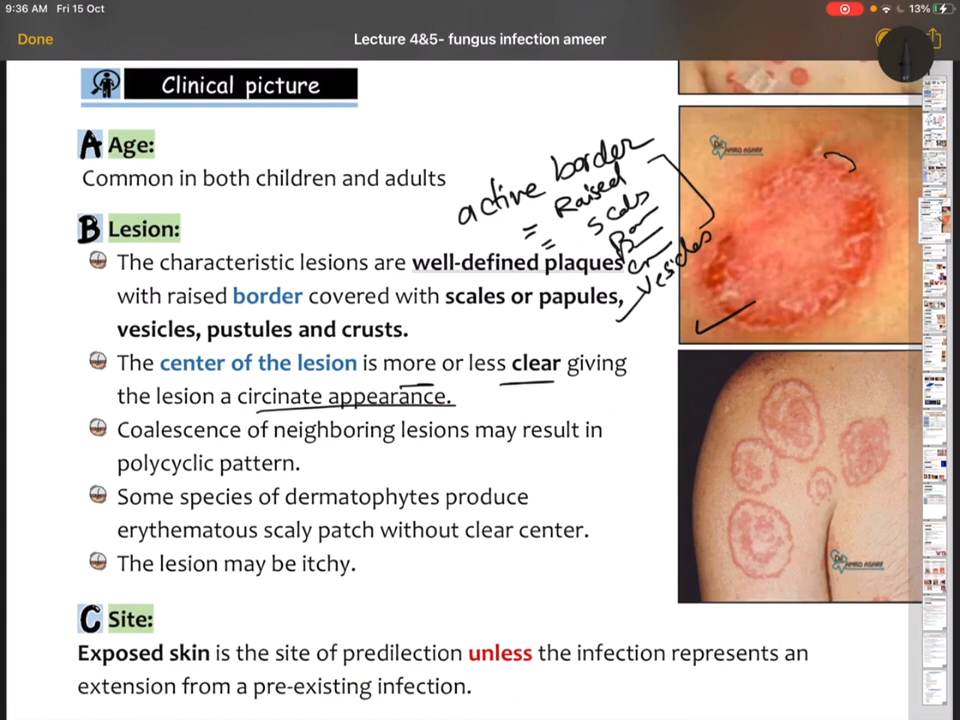 9:36 AM Fri 15 Oct
13%
Done
Lecture 4&5- fungus infection ameer
Clinical picture
A Age:
Common in both children and adults
active border
Raised
Scals
vesicles
B Lesion:
The characteristic lesions are well-defined plaques
with raised border covered with scales or papules,
vesicles, pustules and crusts.
The center of the lesion is more or less clear giving
the lesion a circinate appearance.
Coalescence of neighboring lesions may result in
polycyclic pattern.
Some species of dermatophytes produce
erythematous scaly patch without clear center.
The lesion may be itchy.
C Site:
Exposed skin is the site of predilection unless the infection represents an
extension from a pre-existing infection.
AMRO ASHRF
AMRO ASHRF